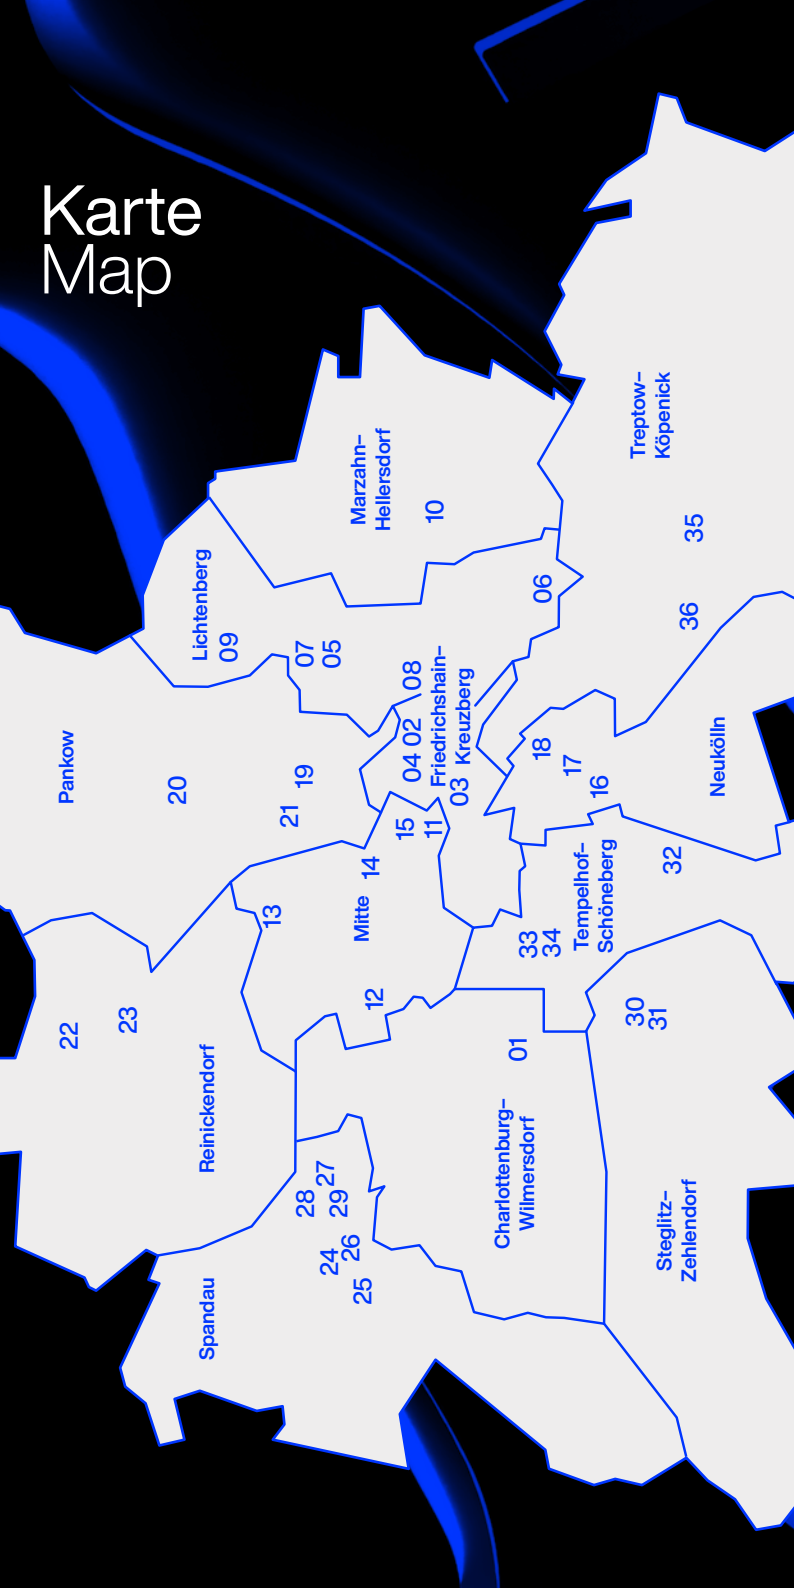 Karte
Map
Treptow–
Köpenick
35
36
Marzahn–
Hellersdorf
10
Lichtenberg
09
07
05
06
08
Friedrichshain–
Kreuzberg
04 02
03
Pankow
20
19
21
18
17
16
Neukölln
15
11
14
Mitte
13
12
Tempelhof–
Schöneberg
32
33
34
22
23
Reinickendorf
01
Charlottenburg–
Wilmersdorf
30
31
Steglitz–
Zehlendorf
28
27
29
24
26
25
Spandau